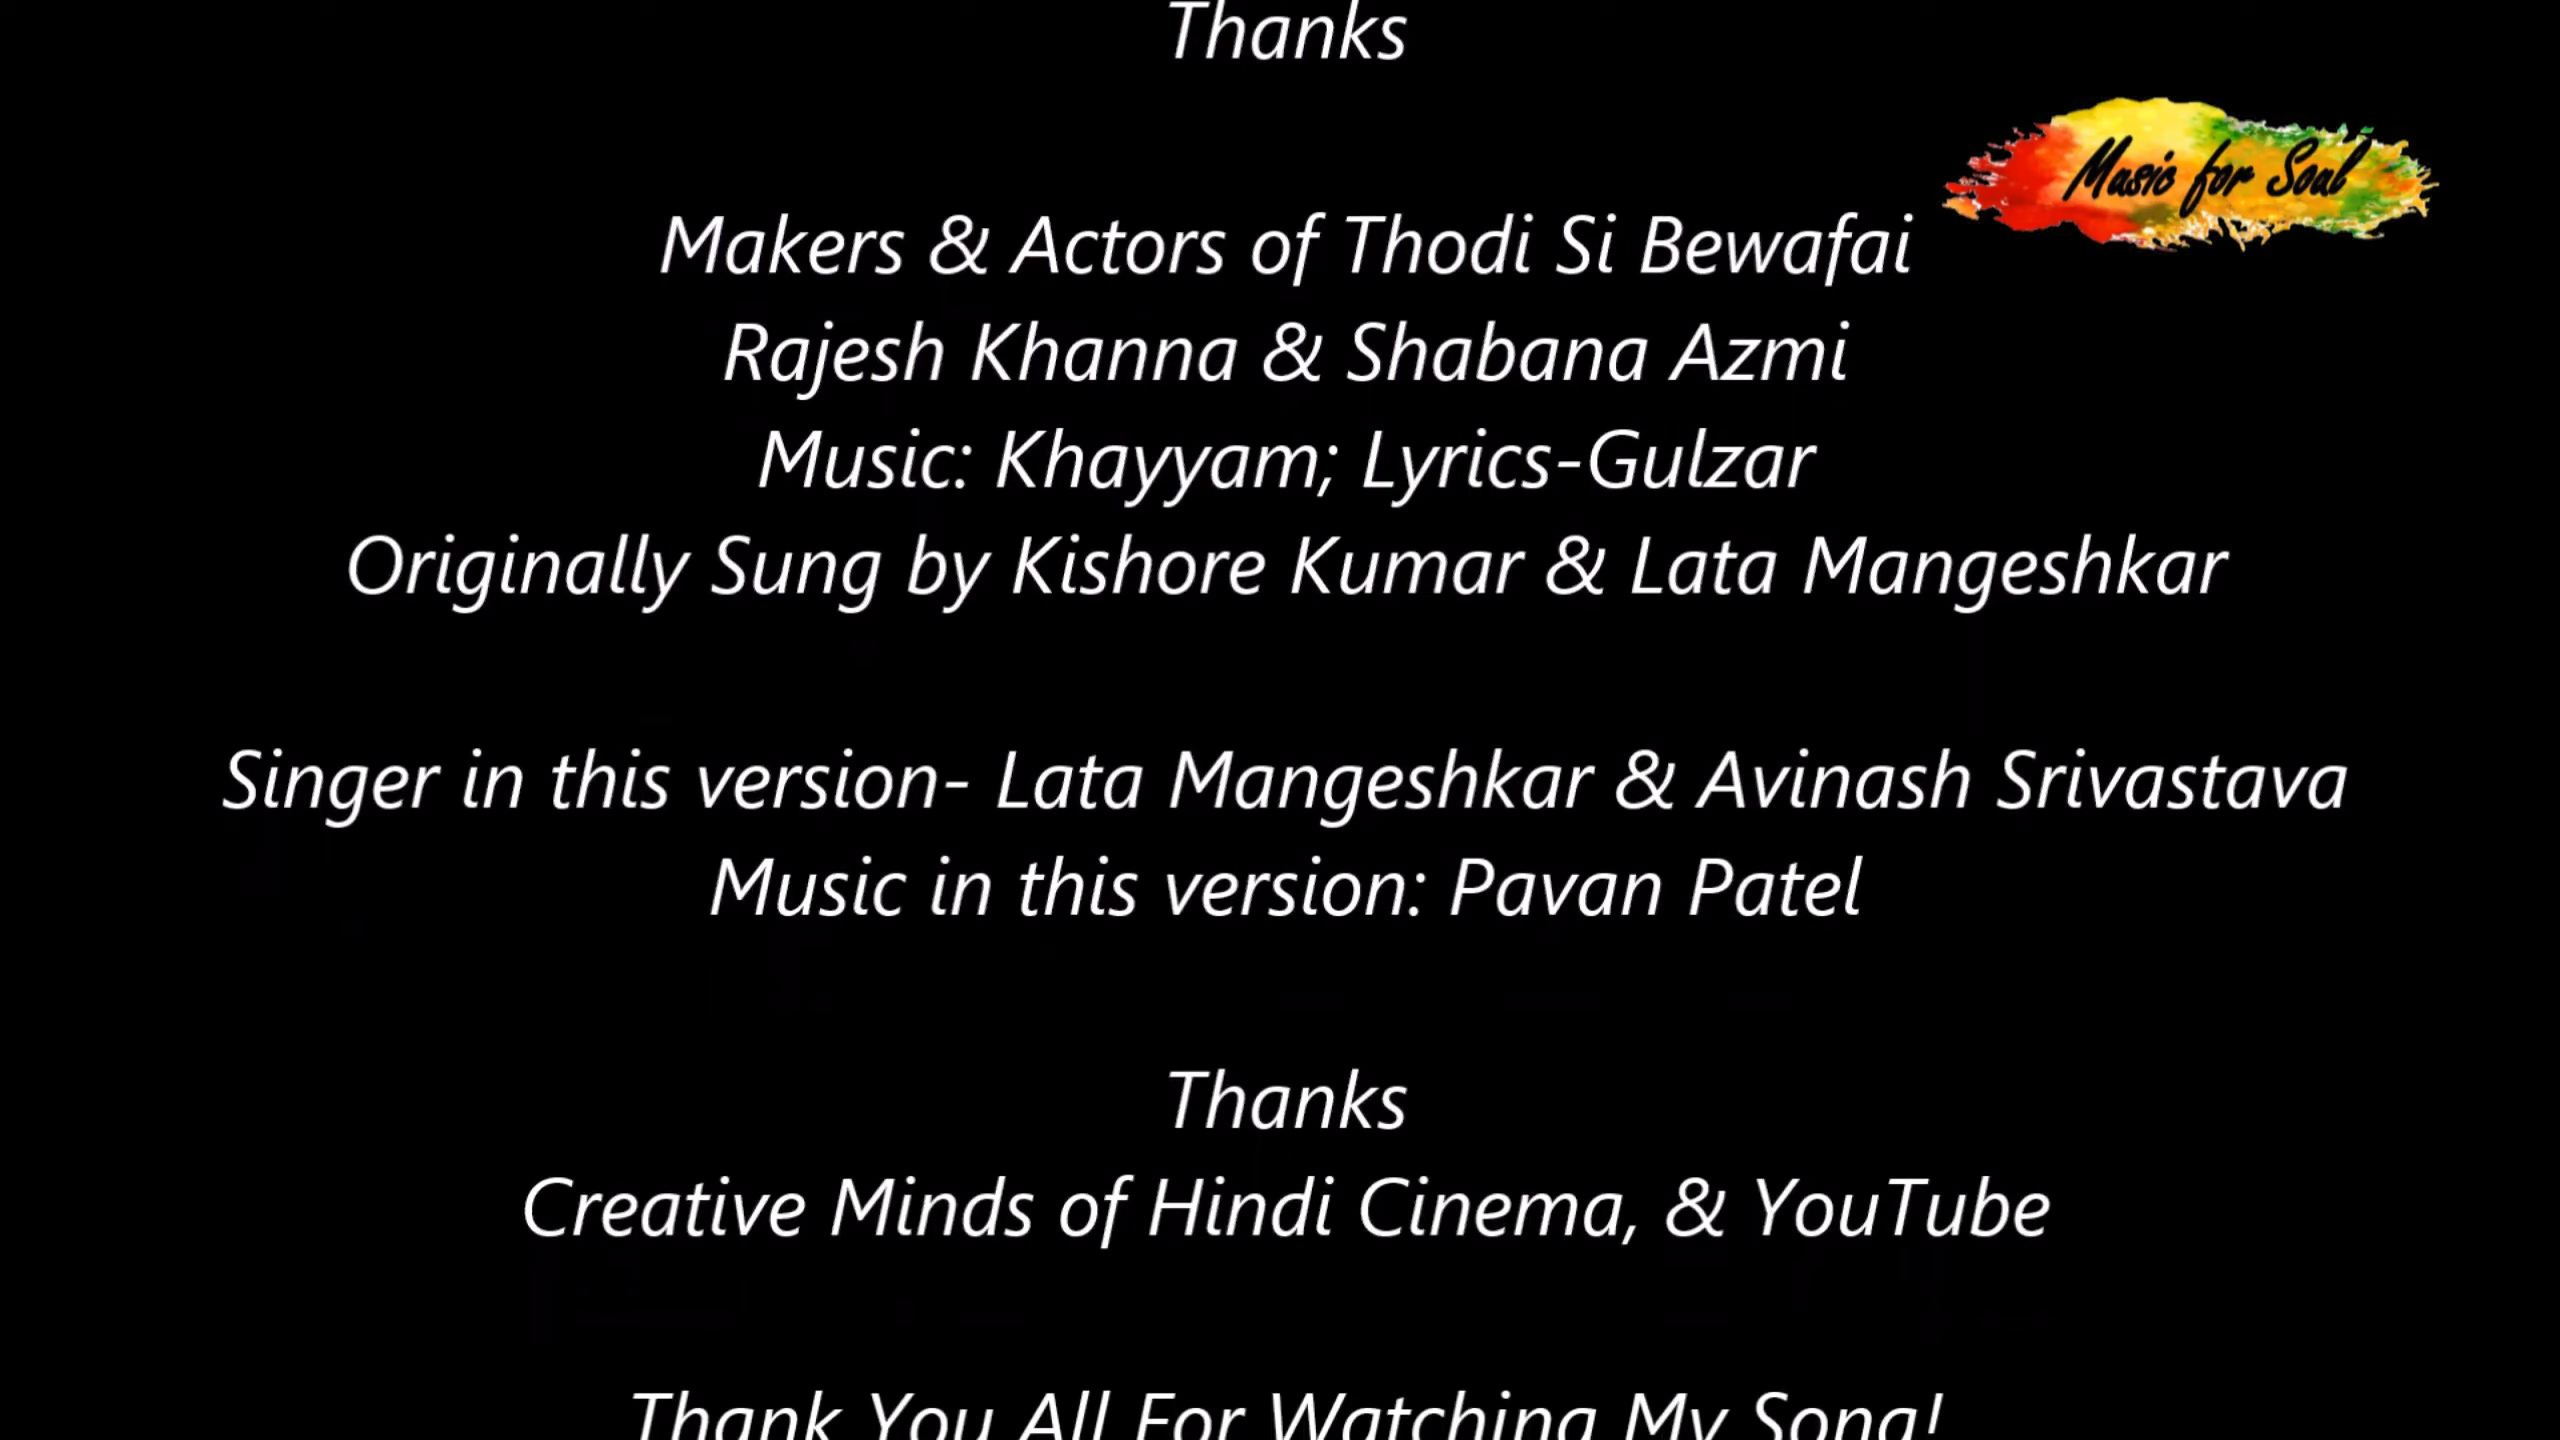 Thanks
Music for Soul
Makers & Actors of Thodi Si Bewafai
Rajesh Khanna & Shabana Azmi
Music: Khayyam; Lyrics-Gulzar
Originally Sung by Kishore Kumar & Lata Mangeshkar
Singer in this version- Lata Mangeshkar & Avinash Srivastava
Music in this version: Pavan Patel
Thanks
Creative Minds of Hindi Cinema, & YouTube
Thank You All For Watching My Song!